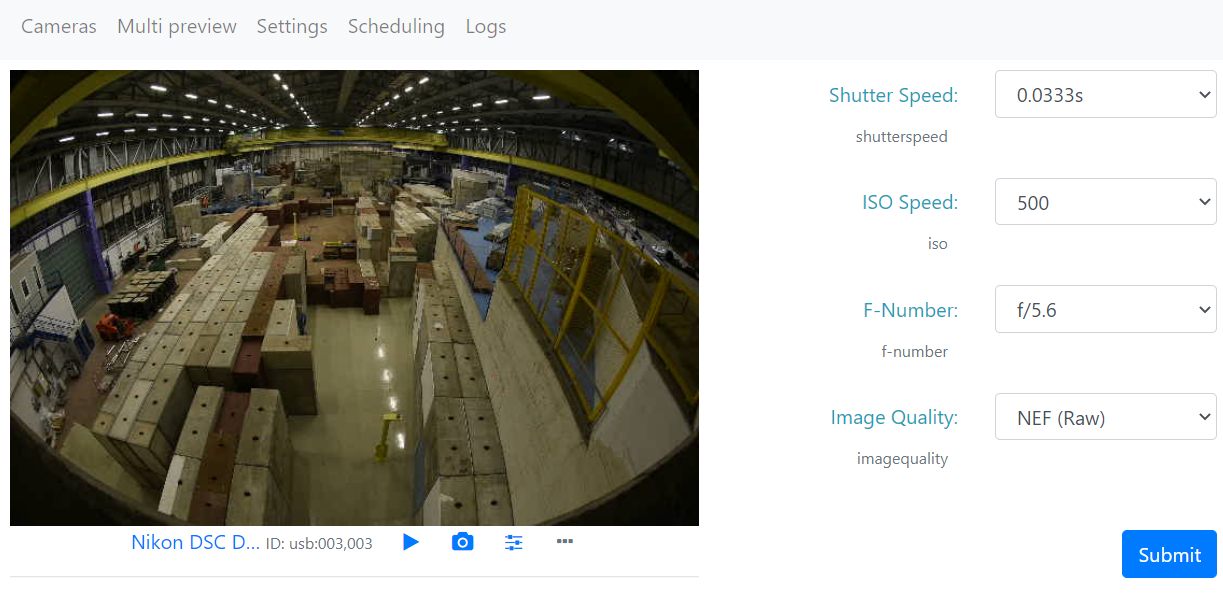 Cameras Multi preview Settings Scheduling Logs
Shutter Speed: 0.0333s
shutterspeed
ISO Speed: 500
iso
F-Number: f/5.6
f-number
Image Quality: NEF (Raw)
imagequality
Nikon DSC D... ID: usb:003,003
Submit